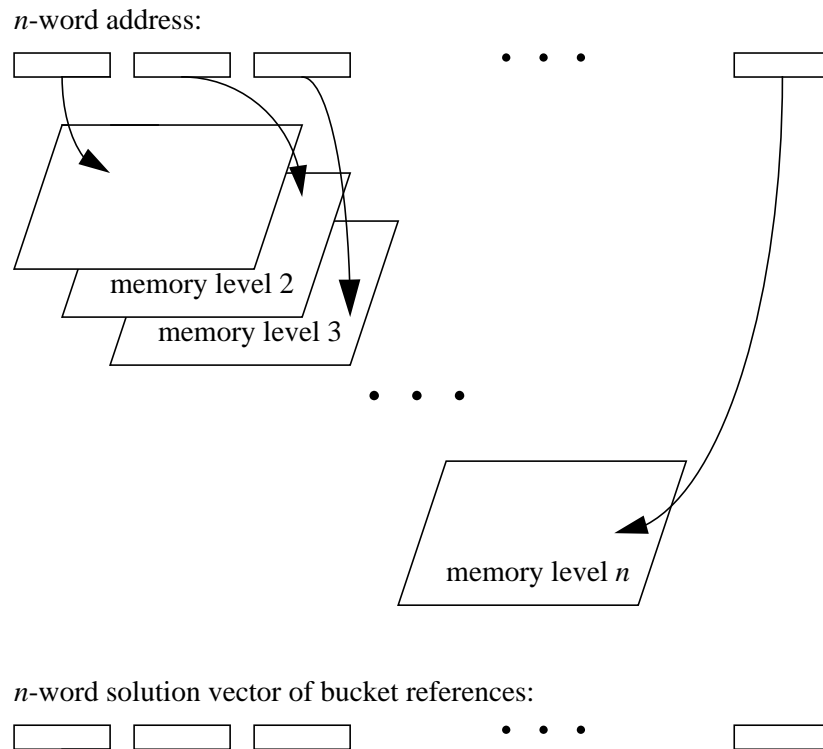 n-word address:
memory level 2
memory level 3
memory level n
n-word solution vector of bucket references: